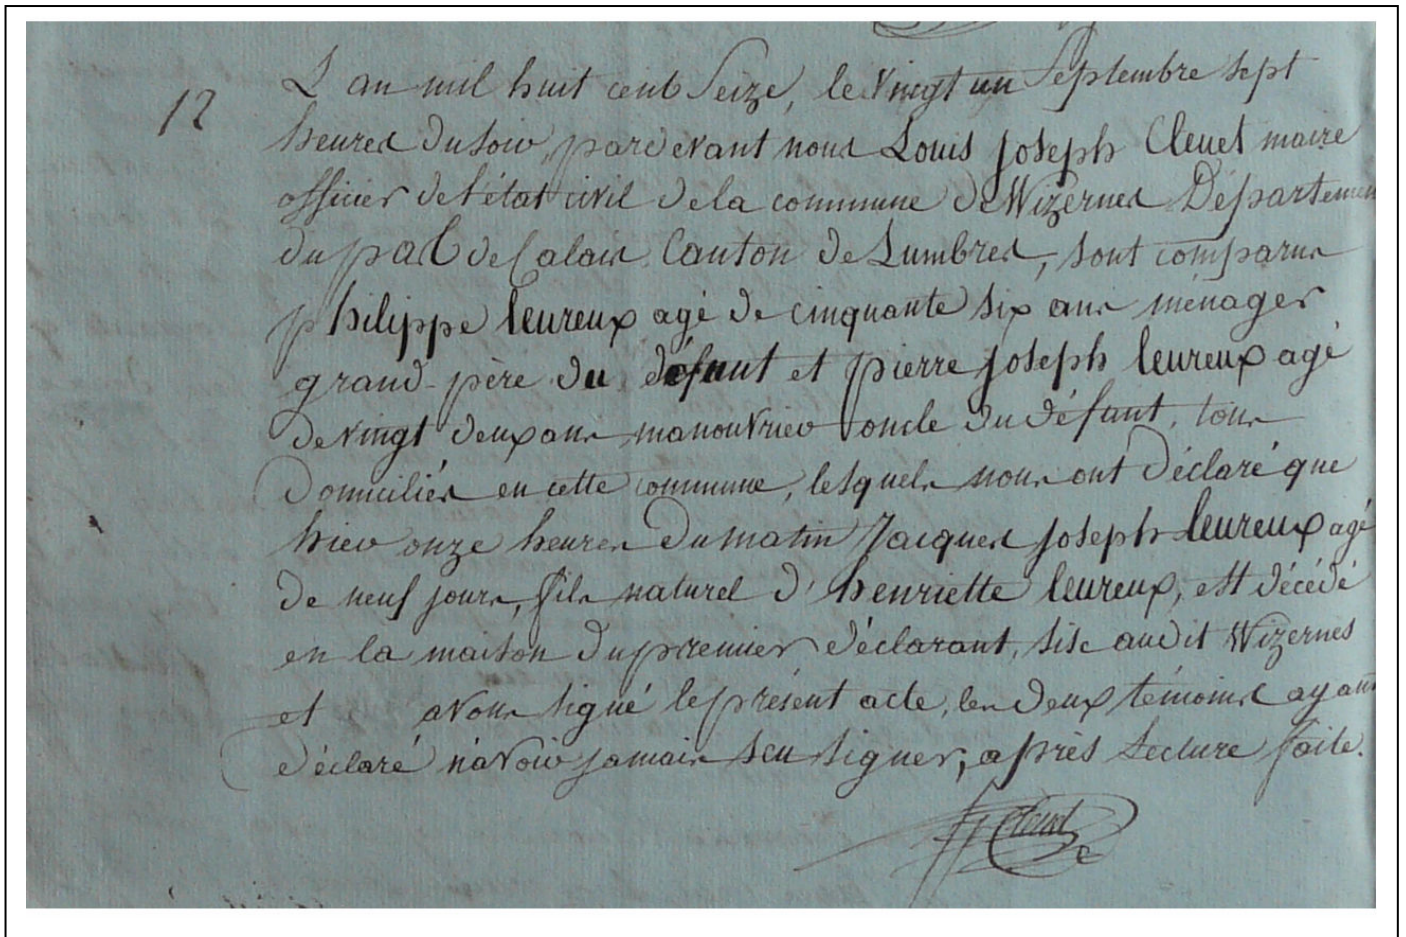 12
L'an mil huit cent Seize, le vingt un Septembre sept
heures du soir, pardevant nous Louis Joseph Cleuet maire
officier de l'état civil de la commune de Wizernes Département
du pas de Calais Canton de Lumbres, sont comparus
philippe leureux agé de cinquante six ans ménager
grand-père du défunt et pierre joseph leureux agé
de vingt deux ans manouvrier oncle du défunt, tous
Domiciliés en cette commune, lesquels nous ont déclaré que
hier onze heures du matin Jacques joseph leureux agé
de neuf jours, fils naturel d'henriette leureux, est décédé
en la maison du premier déclarant, sise audit Wizernes
et avons signé le présent acte, les deux témoins ayant
déclaré n'avoir jamais seu signer, après lecture faite.
Cleuet